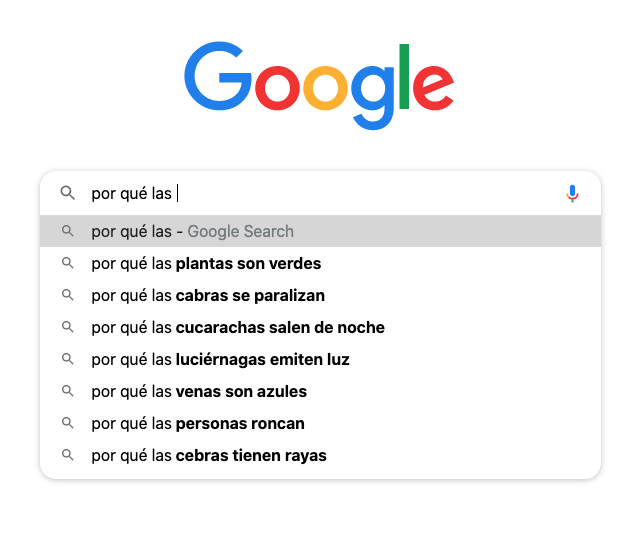 Google
por qué las
por qué las - Google Search
por qué las plantas son verdes
por qué las cabras se paralizan
por qué las cucarachas salen de noche
por qué las luciérnagas emiten luz
por qué las venas son azules
por qué las personas roncan
por qué las cebras tienen rayas